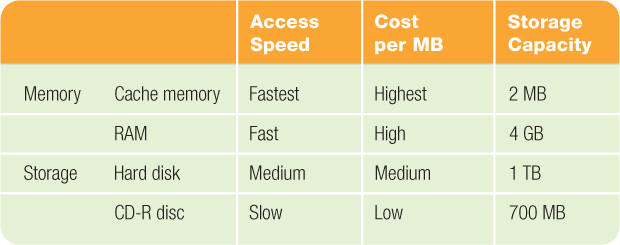 Access Speed Cost per MB Storage Capacity
Memory Cache memory Fastest Highest 2 MB
RAM Fast High 4 GB
Storage Hard disk Medium Medium 1 TB
CD-R disc Slow Low 700 MB